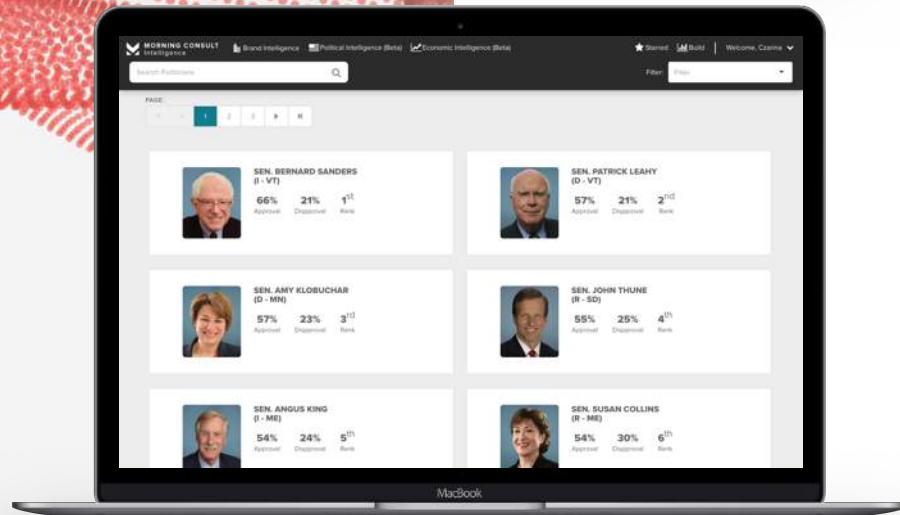 MORNING CONSULT
Intelligence
Brand Intelligence
Political Intelligence (Beta)
Economic Intelligence (Beta)
Starred
Build
Welcome, Czarina
Search Politicians
Filter:
Filter
PAGE:
1 2 3
SEN. BERNARD SANDERS
(I - VT)
66% 21% 1st
Approval Disapproval Rank
SEN. PATRICK LEAHY
(D - VT)
57% 21% 2nd
Approval Disapproval Rank
SEN. AMY KLOBUCHAR
(D - MN)
57% 23% 3rd
Approval Disapproval Rank
SEN. JOHN THUNE
(R - SD)
55% 25% 4th
Approval Disapproval Rank
SEN. ANGUS KING
(I - ME)
54% 24% 5th
Approval Disapproval Rank
SEN. SUSAN COLLINS
(R - ME)
54% 30% 6th
Approval Disapproval Rank
MacBook